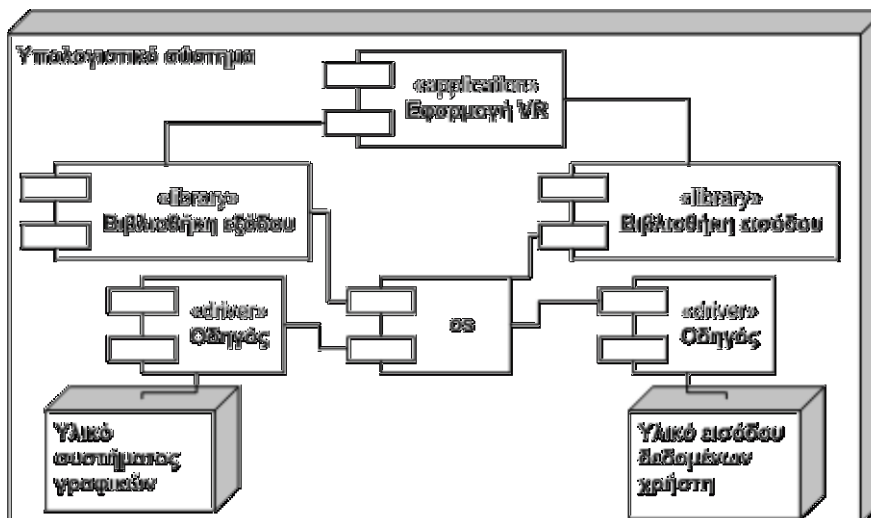 Υπολογιστικό σύστημα
«application»
Εφαρμογή VR
«library»
Βιβλιοθήκη εξόδου
«library»
Βιβλιοθήκη εισόδου
«driver»
Οδηγός
os
«driver»
Οδηγός
Υλικό
συστήματος
γραφικών
Υλικό εισόδου
δεδομένων
χρήστη